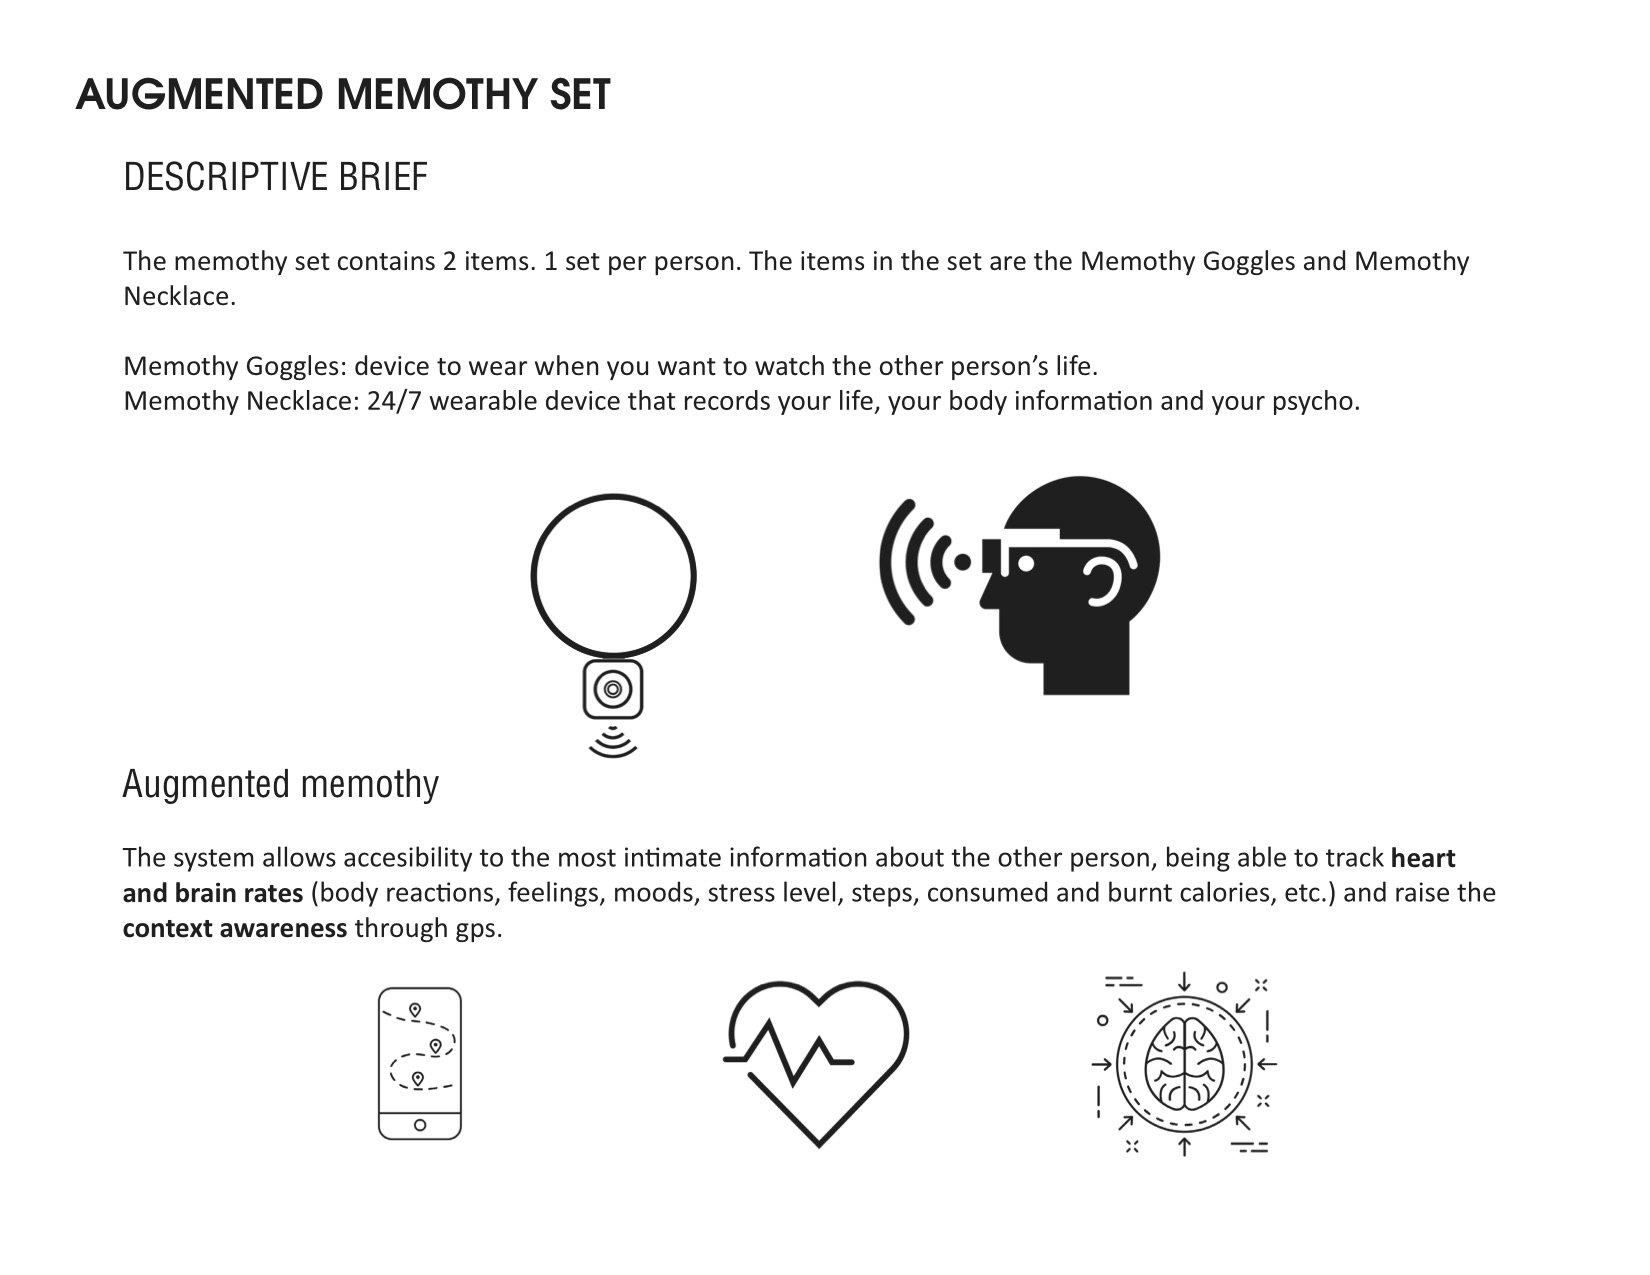 AUGMENTED MEMOTHY SET
DESCRIPTIVE BRIEF
The memothy set contains 2 items. 1 set per person. The items in the set are the Memothy Goggles and Memothy
Necklace.
Memothy Goggles: device to wear when you want to watch the other person’s life.
Memothy Necklace: 24/7 wearable device that records your life, your body information and your psycho.
Augmented memothy
The system allows accesibility to the most intimate information about the other person, being able to track heart
and brain rates (body reactions, feelings, moods, stress level, steps, consumed and burnt calories, etc.) and raise the
context awareness through gps.